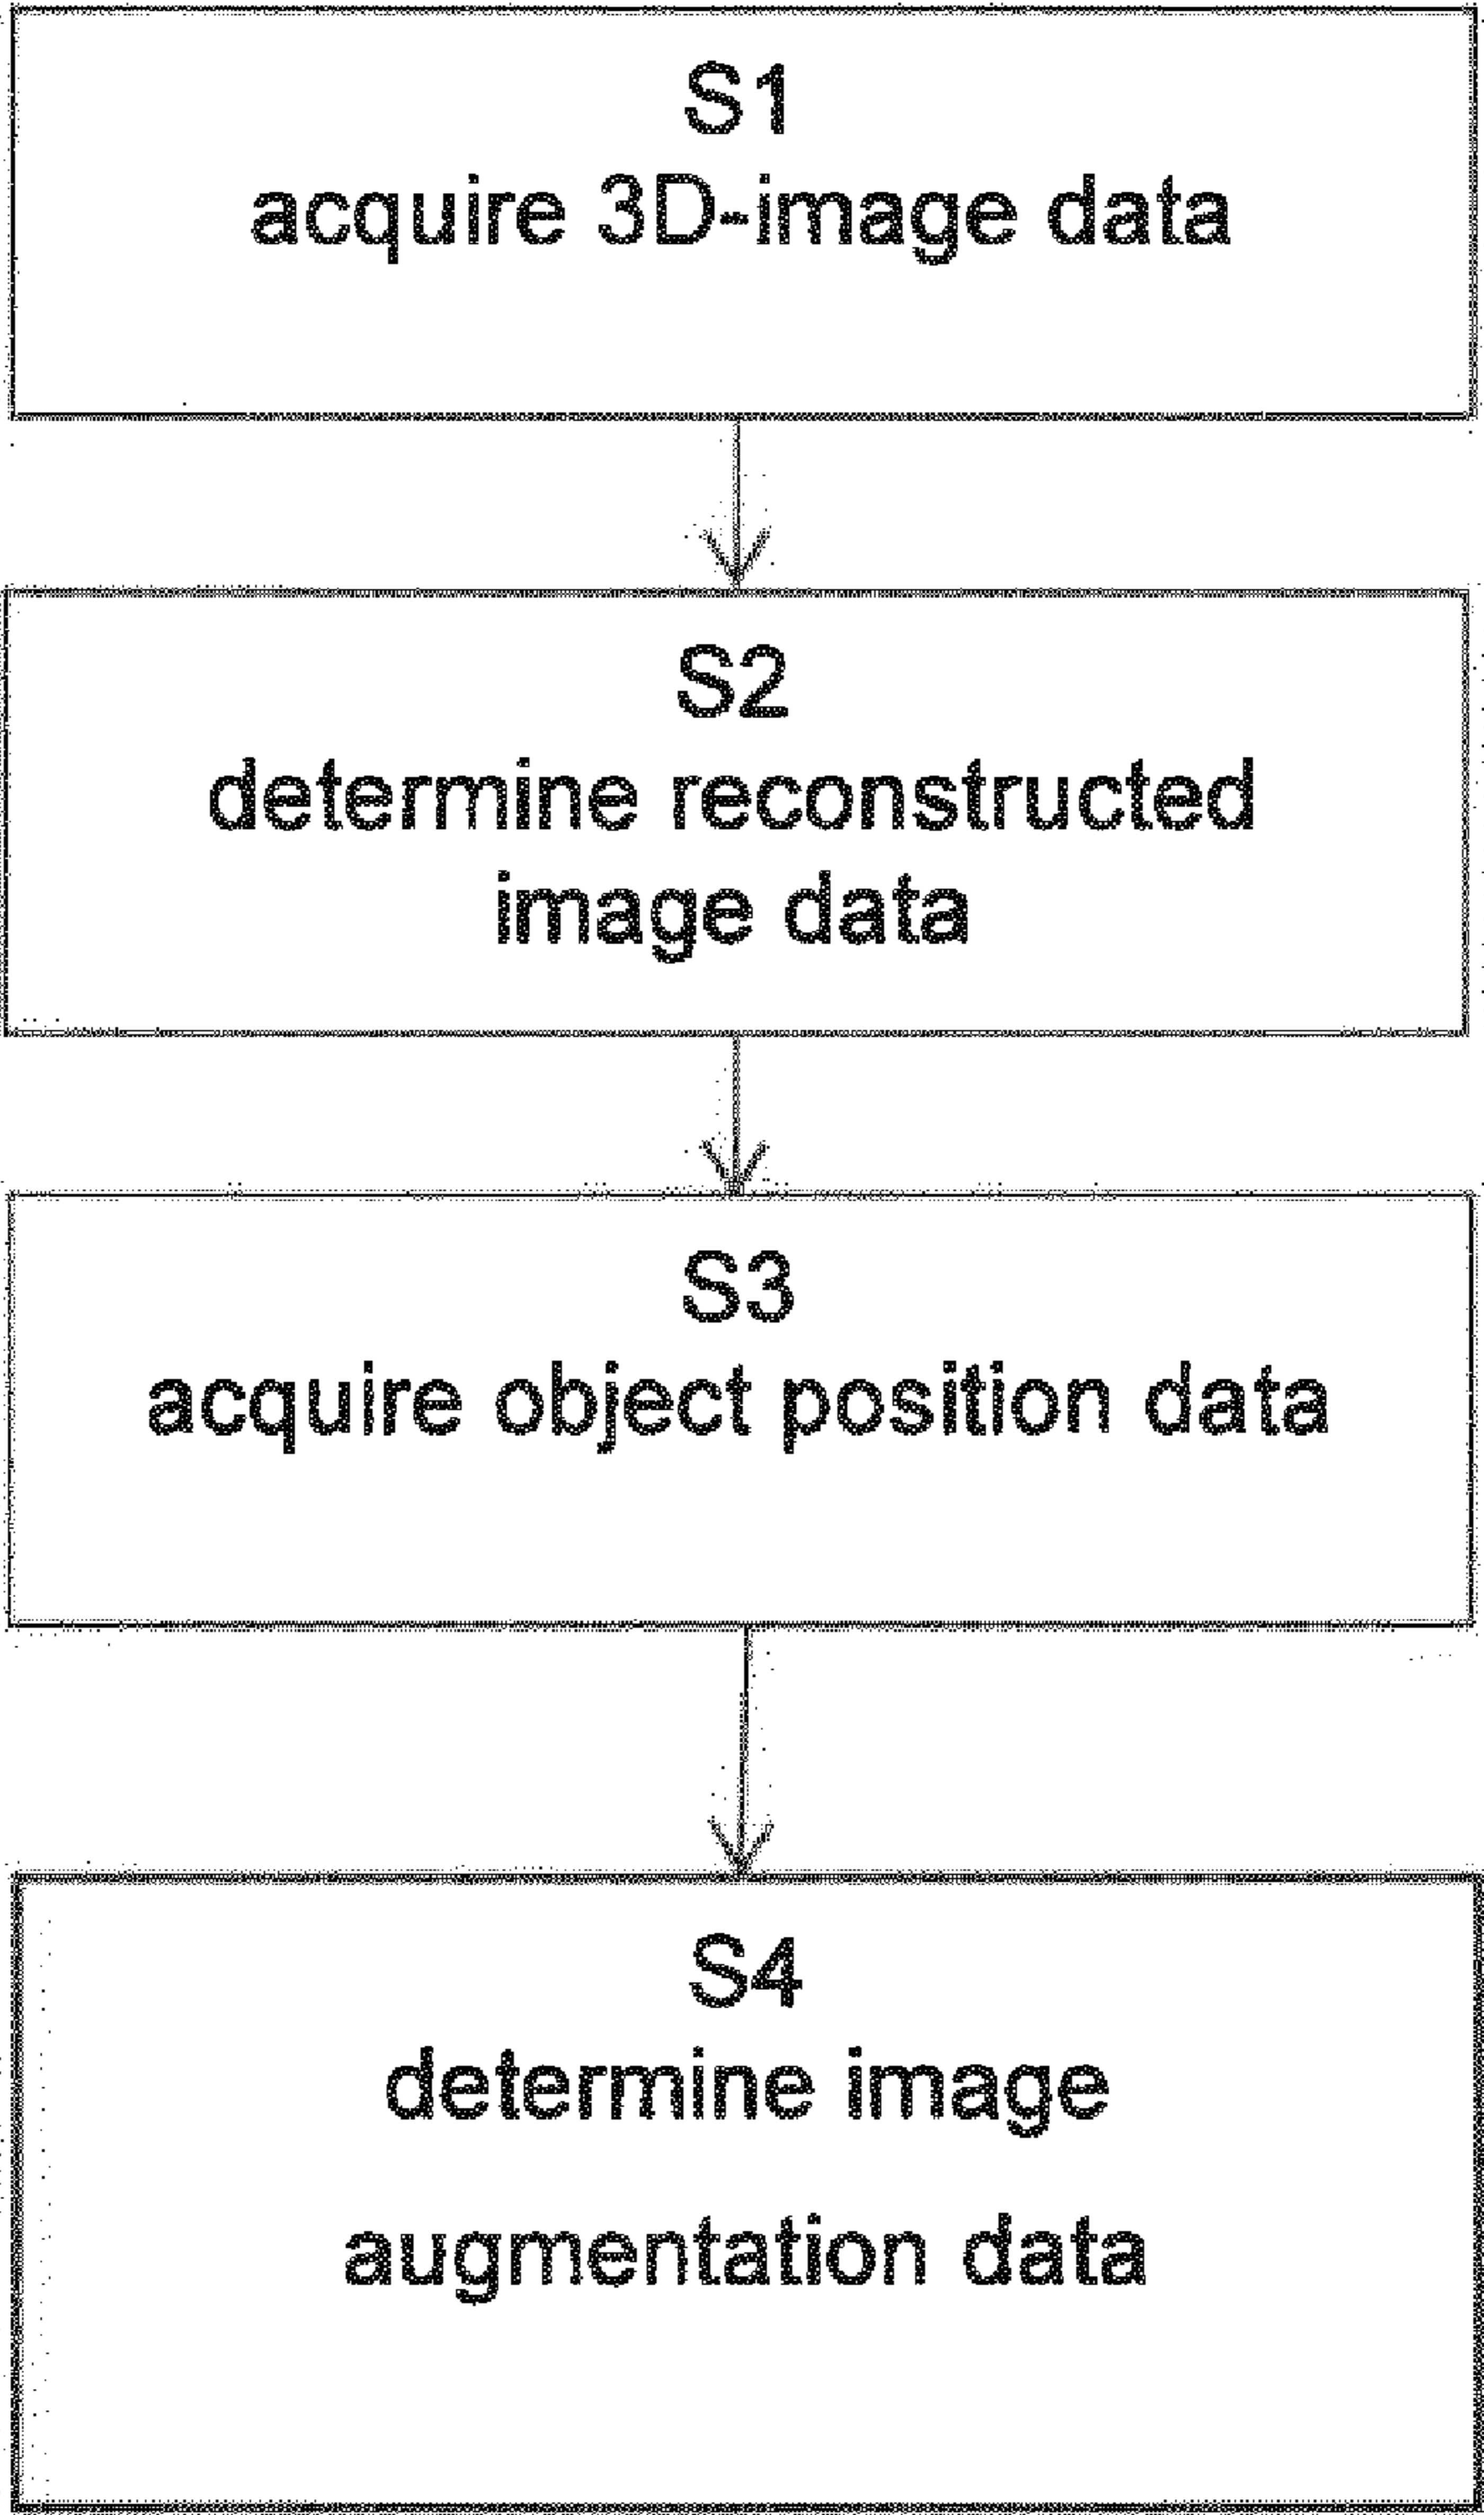 S1
acquire 3D-image data
S2
determine reconstructed
image data
S3
acquire object position data
S4
determine image
augmentation data